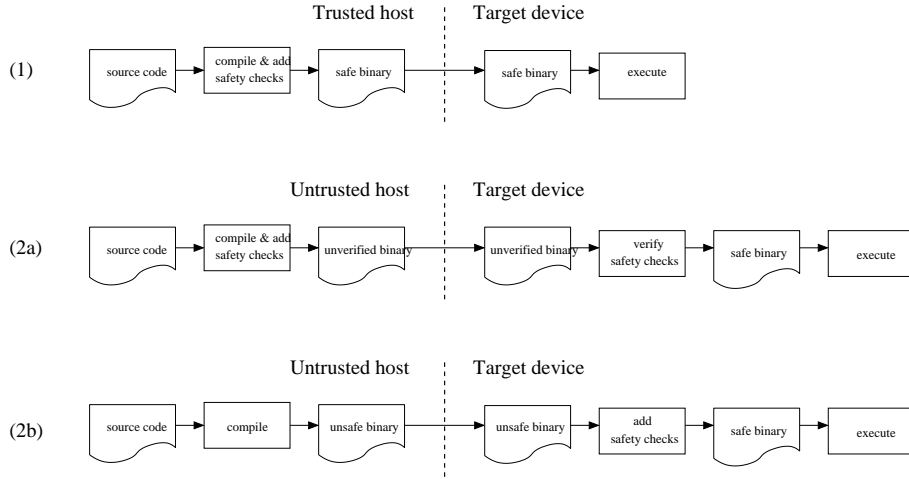 Trusted host
Target device
(1)
source code
compile & add
safety checks
safe binary
safe binary
execute
Untrusted host
Target device
(2a)
source code
compile & add
safety checks
unverified binary
unverified binary
verify
safety checks
safe binary
execute
Untrusted host
Target device
(2b)
source code
compile
unsafe binary
unsafe binary
add
safety checks
safe binary
execute